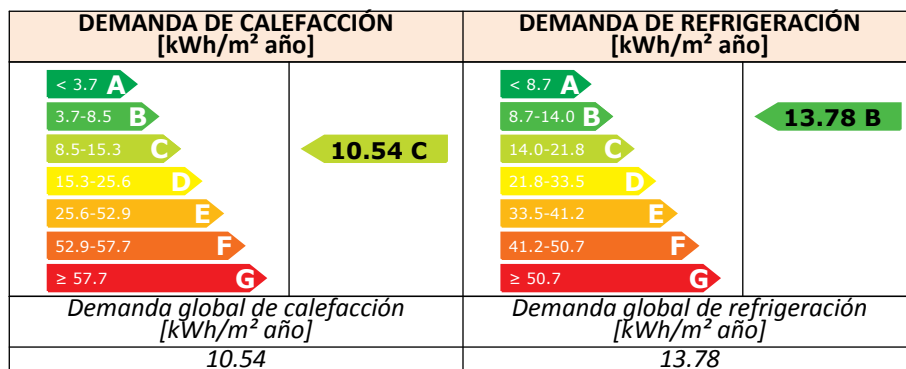 DEMANDA DE CALEFACCIÓN
[kWh/m² año]
DEMANDA DE REFRIGERACIÓN
[kWh/m² año]
< 3.7 A
3.7-8.5 B
8.5-15.3 C
15.3-25.6 D
25.6-52.9 E
52.9-57.7 F
≥ 57.7 G
10.54 C
< 8.7 A
8.7-14.0 B
14.0-21.8 C
21.8-33.5 D
33.5-41.2 E
41.2-50.7 F
≥ 50.7 G
13.78 B
Demanda global de calefacción
[kWh/m² año]
Demanda global de refrigeración
[kWh/m² año]
10.54
13.78